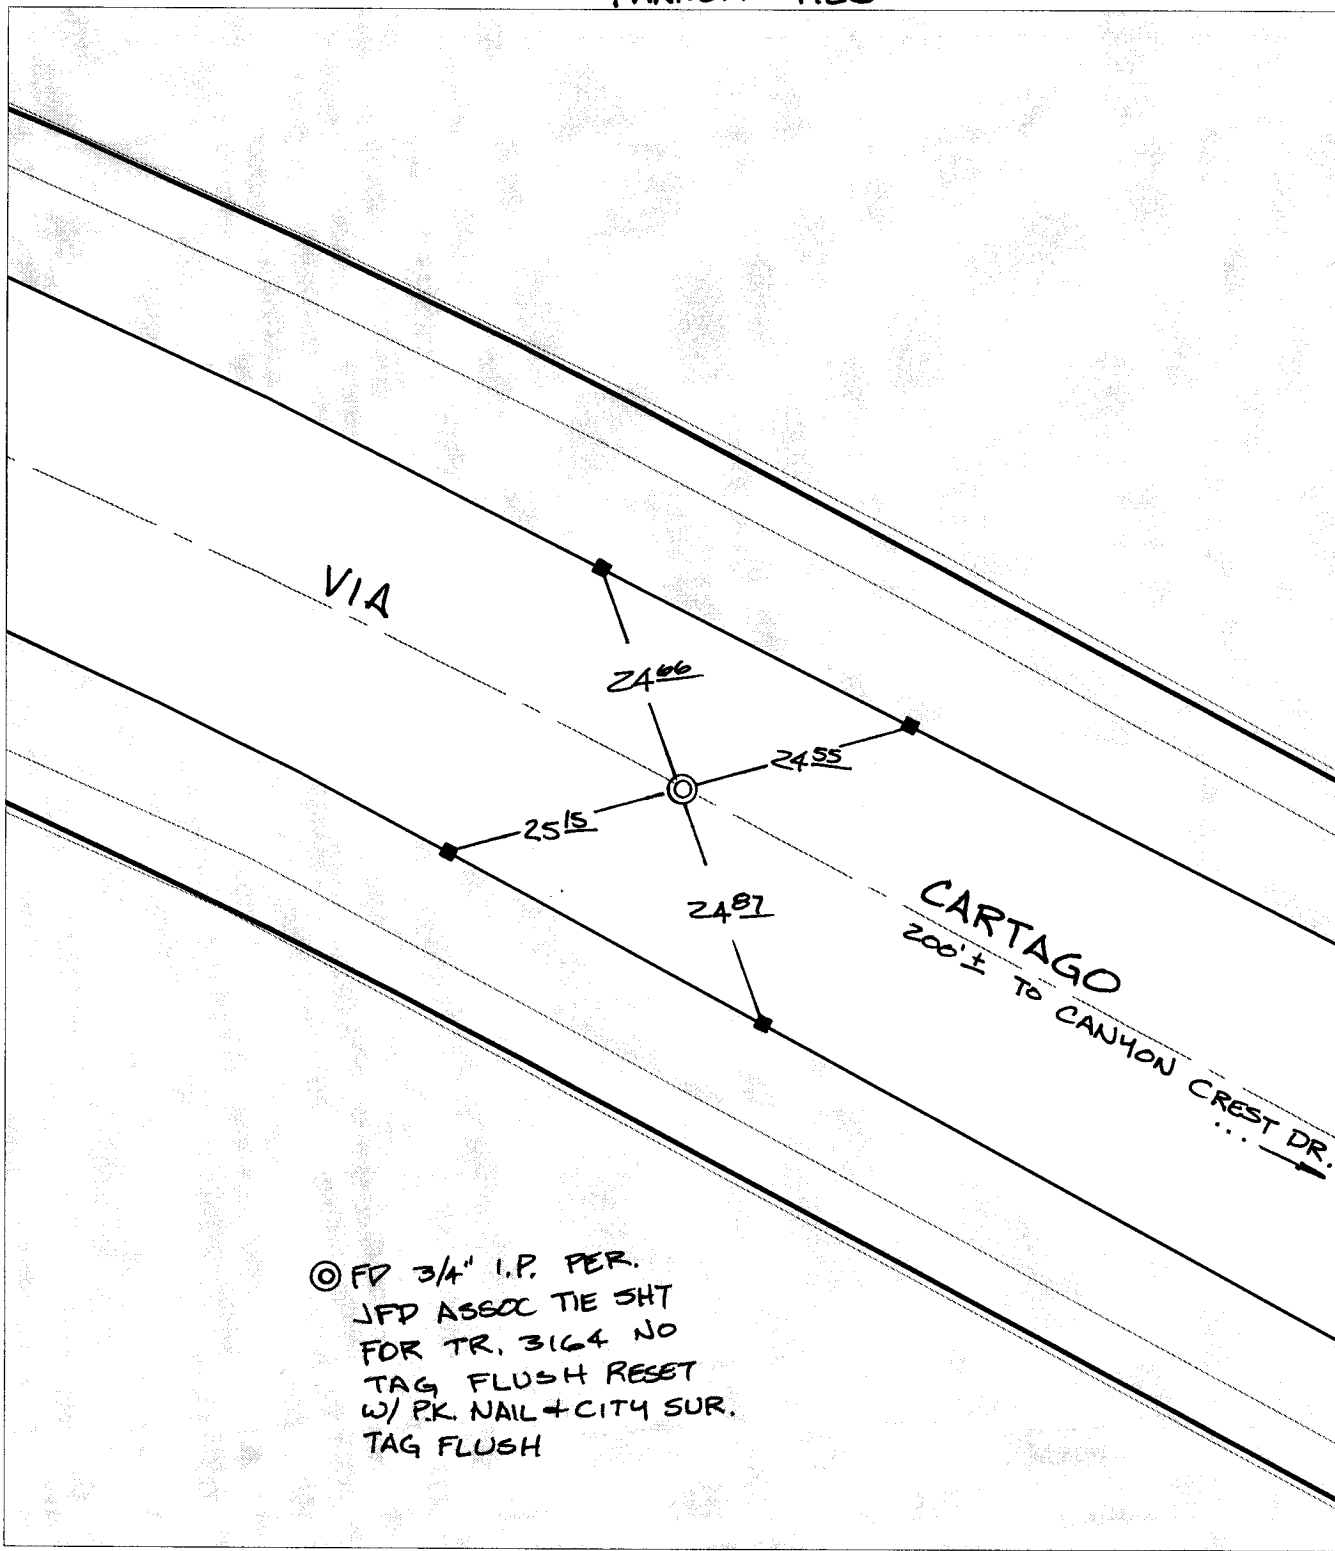 VIA
24 66
24 55
25 15
24 87
CARTAGO
200'± TO CANYON CREST DR.
...
◎ FD 3/4" I.P. PER.
JFD ASSOC TIE SHT
FOR TR. 3164 NO
TAG FLUSH RESET
W/ P.K. NAIL + CITY SUR.
TAG FLUSH